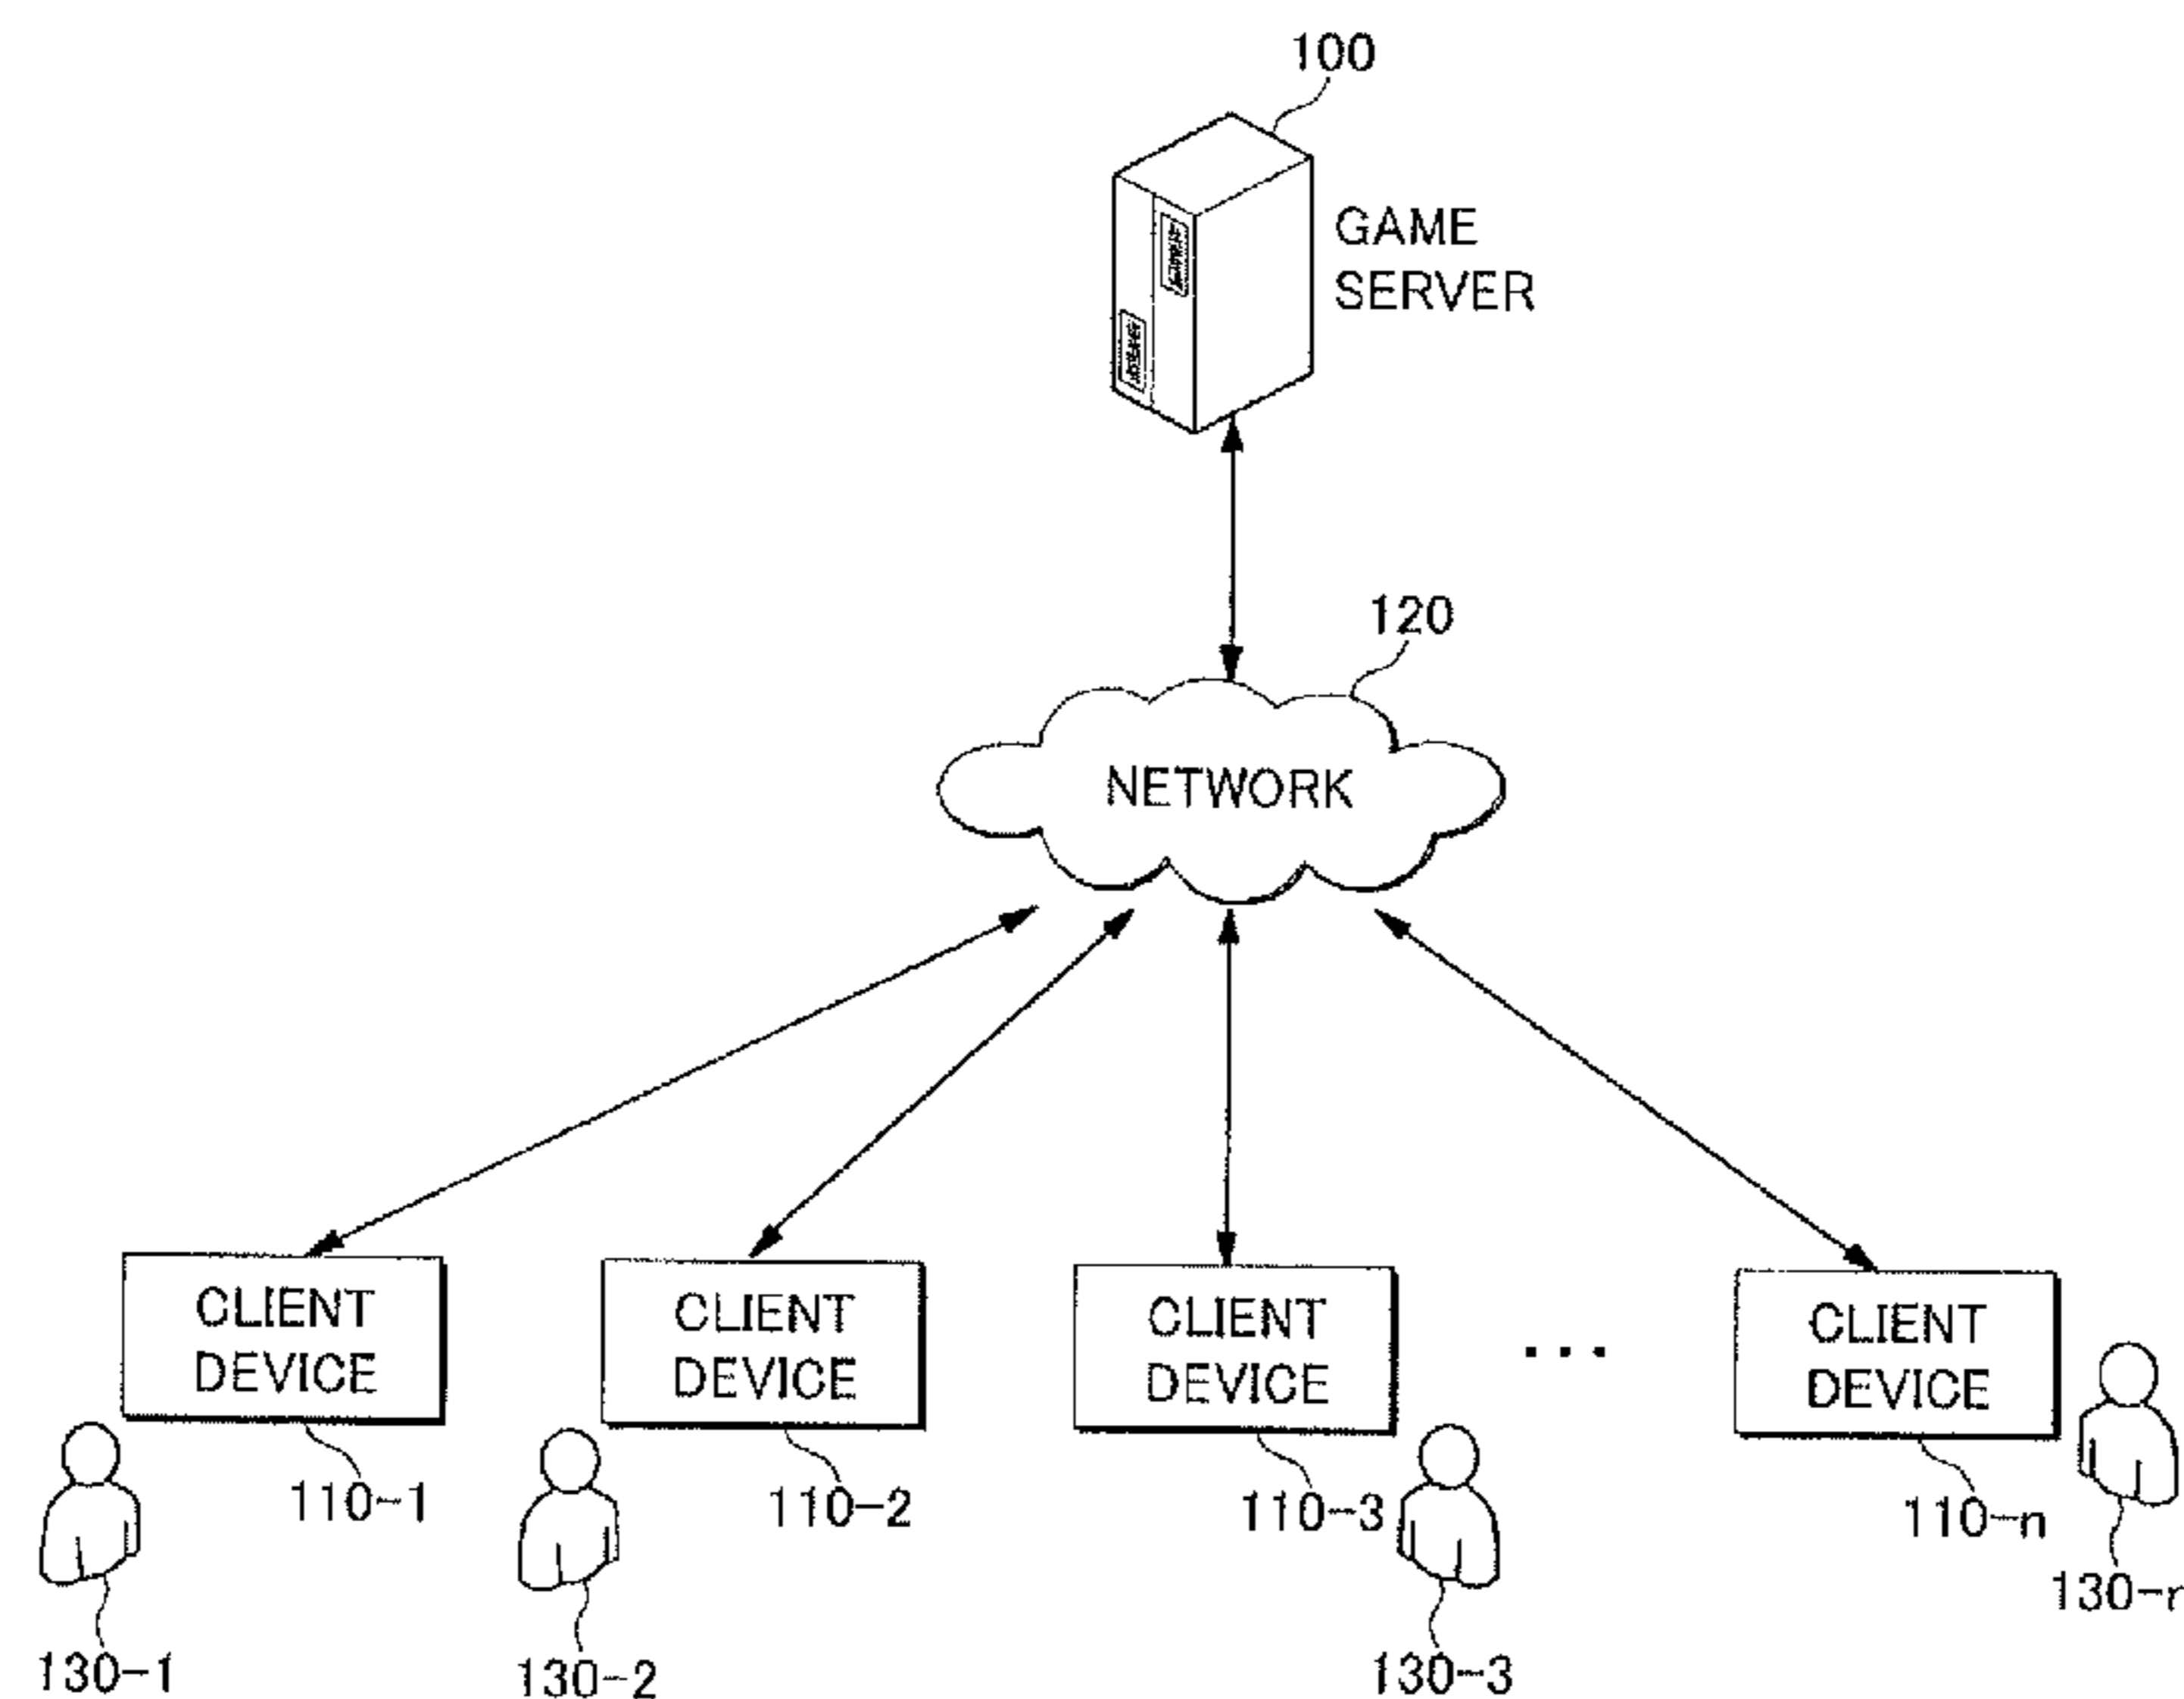 100
GAME
SERVER
120
NETWORK
CLIENT
DEVICE
CLIENT
DEVICE
CLIENT
DEVICE
...
CLIENT
DEVICE
110-1
110-2
110-3
110-n
130-1
130-2
130-3